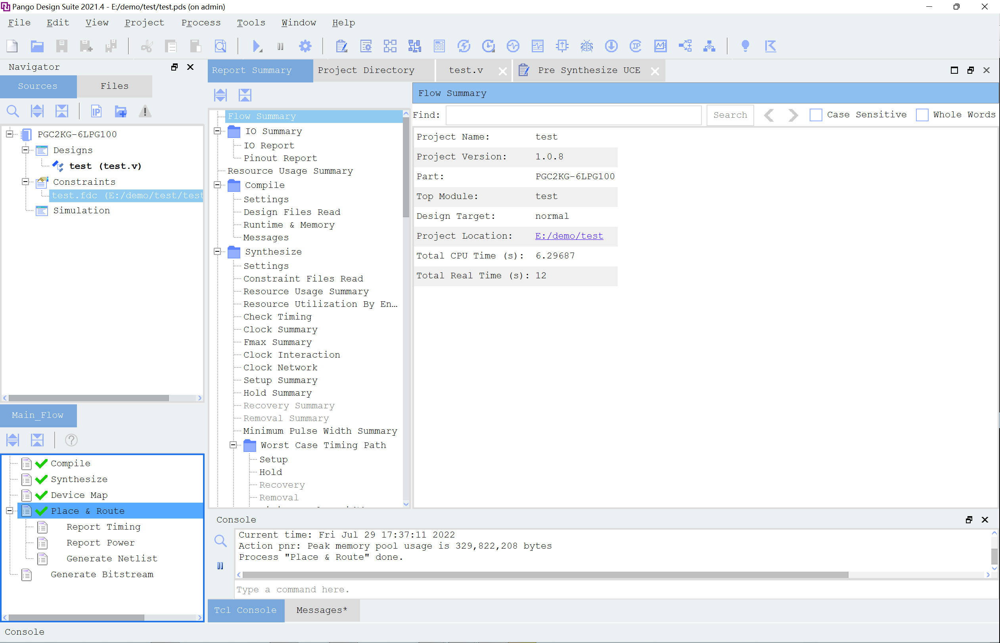 Pango Design Suite 2021.4 - E:/demo/test/test.pds (on admin)
File Edit View Project Process Tools Window Help
Navigator
Sources Files
PGC2KG-6LPG100
Designs
test (test.v)
Constraints
test.fdc (E:/demo/test/test
Simulation
Main_Flow
Compile
Synthesize
Device Map
Place & Route
Report Timing
Report Power
Generate Netlist
Generate Bitstream
Report Summary Project Directory test.v Pre Synthesize UCE
Flow Summary
IO Summary
IO Report
Pinout Report
Resource Usage Summary
Compile
Settings
Design Files Read
Runtime & Memory
Messages
Synthesize
Settings
Constraint Files Read
Resource Usage Summary
Resource Utilization By En...
Check Timing
Clock Summary
Fmax Summary
Clock Interaction
Clock Network
Setup Summary
Hold Summary
Recovery Summary
Removal Summary
Minimum Pulse Width Summary
Worst Case Timing Path
Setup
Hold
Recovery
Removal
Flow Summary
Find: Search Case Sensitive Whole Words
Project Name: test
Project Version: 1.0.8
Part: PGC2KG-6LPG100
Top Module: test
Design Target: normal
Project Location: E:/demo/test
Total CPU Time (s): 6.29687
Total Real Time (s): 12
Console
Current time: Fri Jul 29 17:37:11 2022
Action pnr: Peak memory pool usage is 329,822,208 bytes
Process "Place & Route" done.
Type a command here.
Tcl Console Messages*
Console